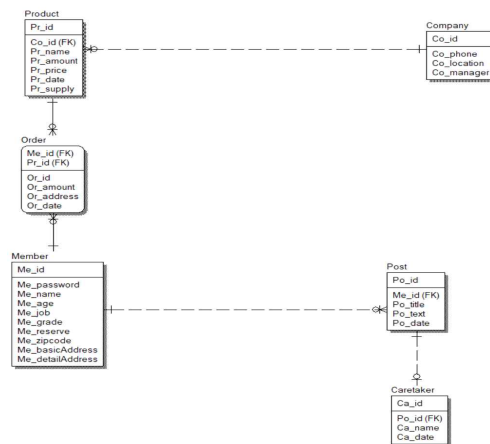 Product
Pr_id
Co_id (FK)
Pr_name
Pr_amount
Pr_price
Pr_date
Pr_supply
Company
Co_id
Co_phone
Co_location
Co_manager
Order
Me_id (FK)
Pr_id (FK)
Or_id
Or_amount
Or_address
Or_date
Member
Me_id
Me_password
Me_name
Me_age
Me_job
Me_grade
Me_reserve
Me_zipcode
Me_basicAddress
Me_detailAddress
Post
Po_id
Me_id (FK)
Po_title
Po_text
Po_date
Caretaker
Ca_id
Po_id (FK)
Ca_name
Ca_date